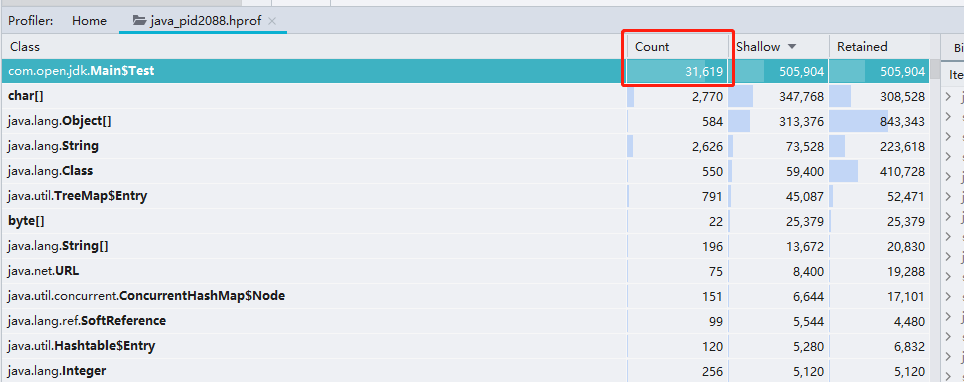 Profiler: Home java_pid2088.hprof
Class Count Shallow Retained Bi
com.open.jdk.Main$Test 31,619 505,904 505,904 Ite
char[] 2,770 347,768 308,528
java.lang.Object[] 584 313,376 843,343
java.lang.String 2,626 73,528 223,618
java.lang.Class 550 59,400 410,728
java.util.TreeMap$Entry 791 45,087 52,471
byte[] 22 25,379 25,379
java.lang.String[] 196 13,672 20,830
java.net.URL 75 8,400 19,288
java.util.concurrent.ConcurrentHashMap$Node 151 6,644 17,101
java.lang.ref.SoftReference 99 5,544 4,480
java.util.Hashtable$Entry 120 5,280 6,832
java.lang.Integer 256 5,120 5,120